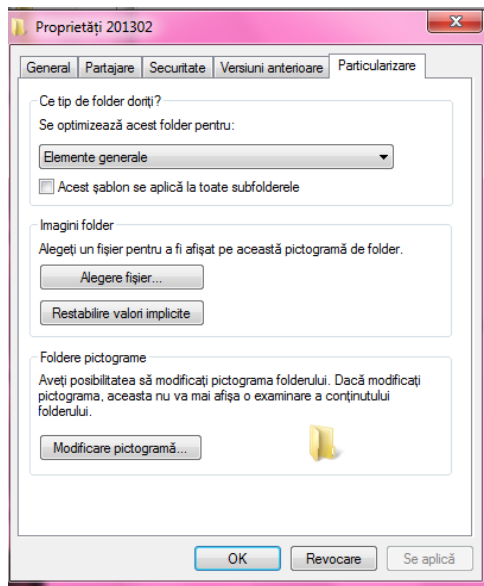 Proprietăți 201302
General Partajare Securitate Versiuni anterioare Particularizare
Ce tip de folder doriți?
Se optimizează acest folder pentru:
Elemente generale
Acest șablon se aplică la toate subfolderele
Imagini folder
Alegeți un fișier pentru a fi afișat pe această pictogramă de folder.
Alegere fișier...
Restabilire valori implicite
Foldere pictograme
Aveți posibilitatea să modificați pictograma folderului. Dacă modificați
pictograma, aceasta nu va mai afișa o examinare a conținutului
folderului.
Modificare pictogramă...
OK Revocare Se aplică